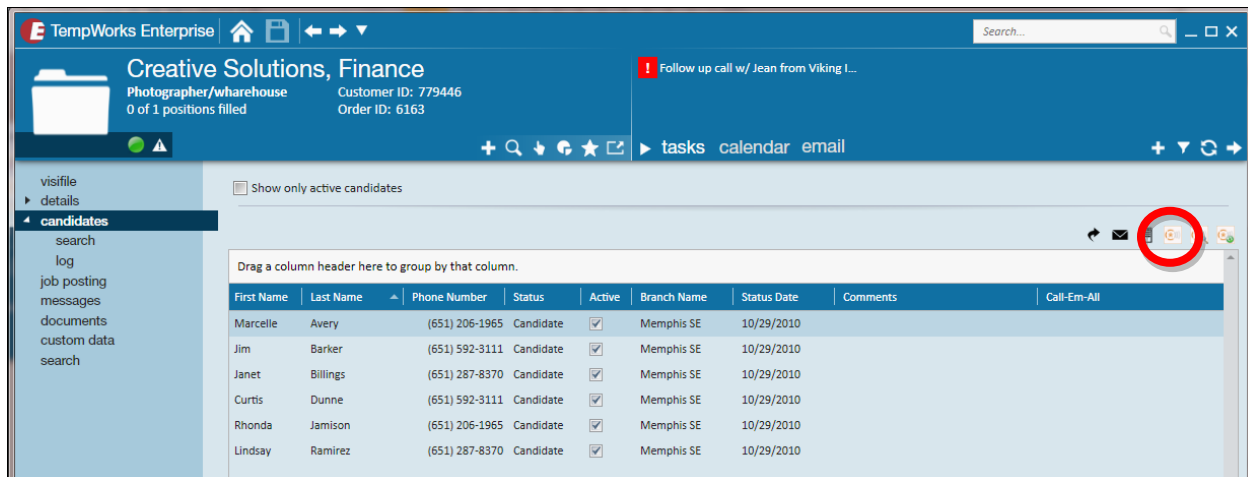 TempWorks Enterprise
Search...
Creative Solutions, Finance
Photographer/wharehouse Customer ID: 779446
0 of 1 positions filled Order ID: 6163
! Follow up call w/ Jean from Viking I...
tasks calendar email
visifile
details
candidates
search
log
job posting
messages
documents
custom data
search
Show only active candidates
Drag a column header here to group by that column.
First Name Last Name Phone Number Status Active Branch Name Status Date Comments Call-Em-All
Marcelle Avery (651) 206-1965 Candidate Memphis SE 10/29/2010
Jim Barker (651) 592-3111 Candidate Memphis SE 10/29/2010
Janet Billings (651) 287-8370 Candidate Memphis SE 10/29/2010
Curtis Dunne (651) 592-3111 Candidate Memphis SE 10/29/2010
Rhonda Jamison (651) 206-1965 Candidate Memphis SE 10/29/2010
Lindsay Ramirez (651) 287-8370 Candidate Memphis SE 10/29/2010